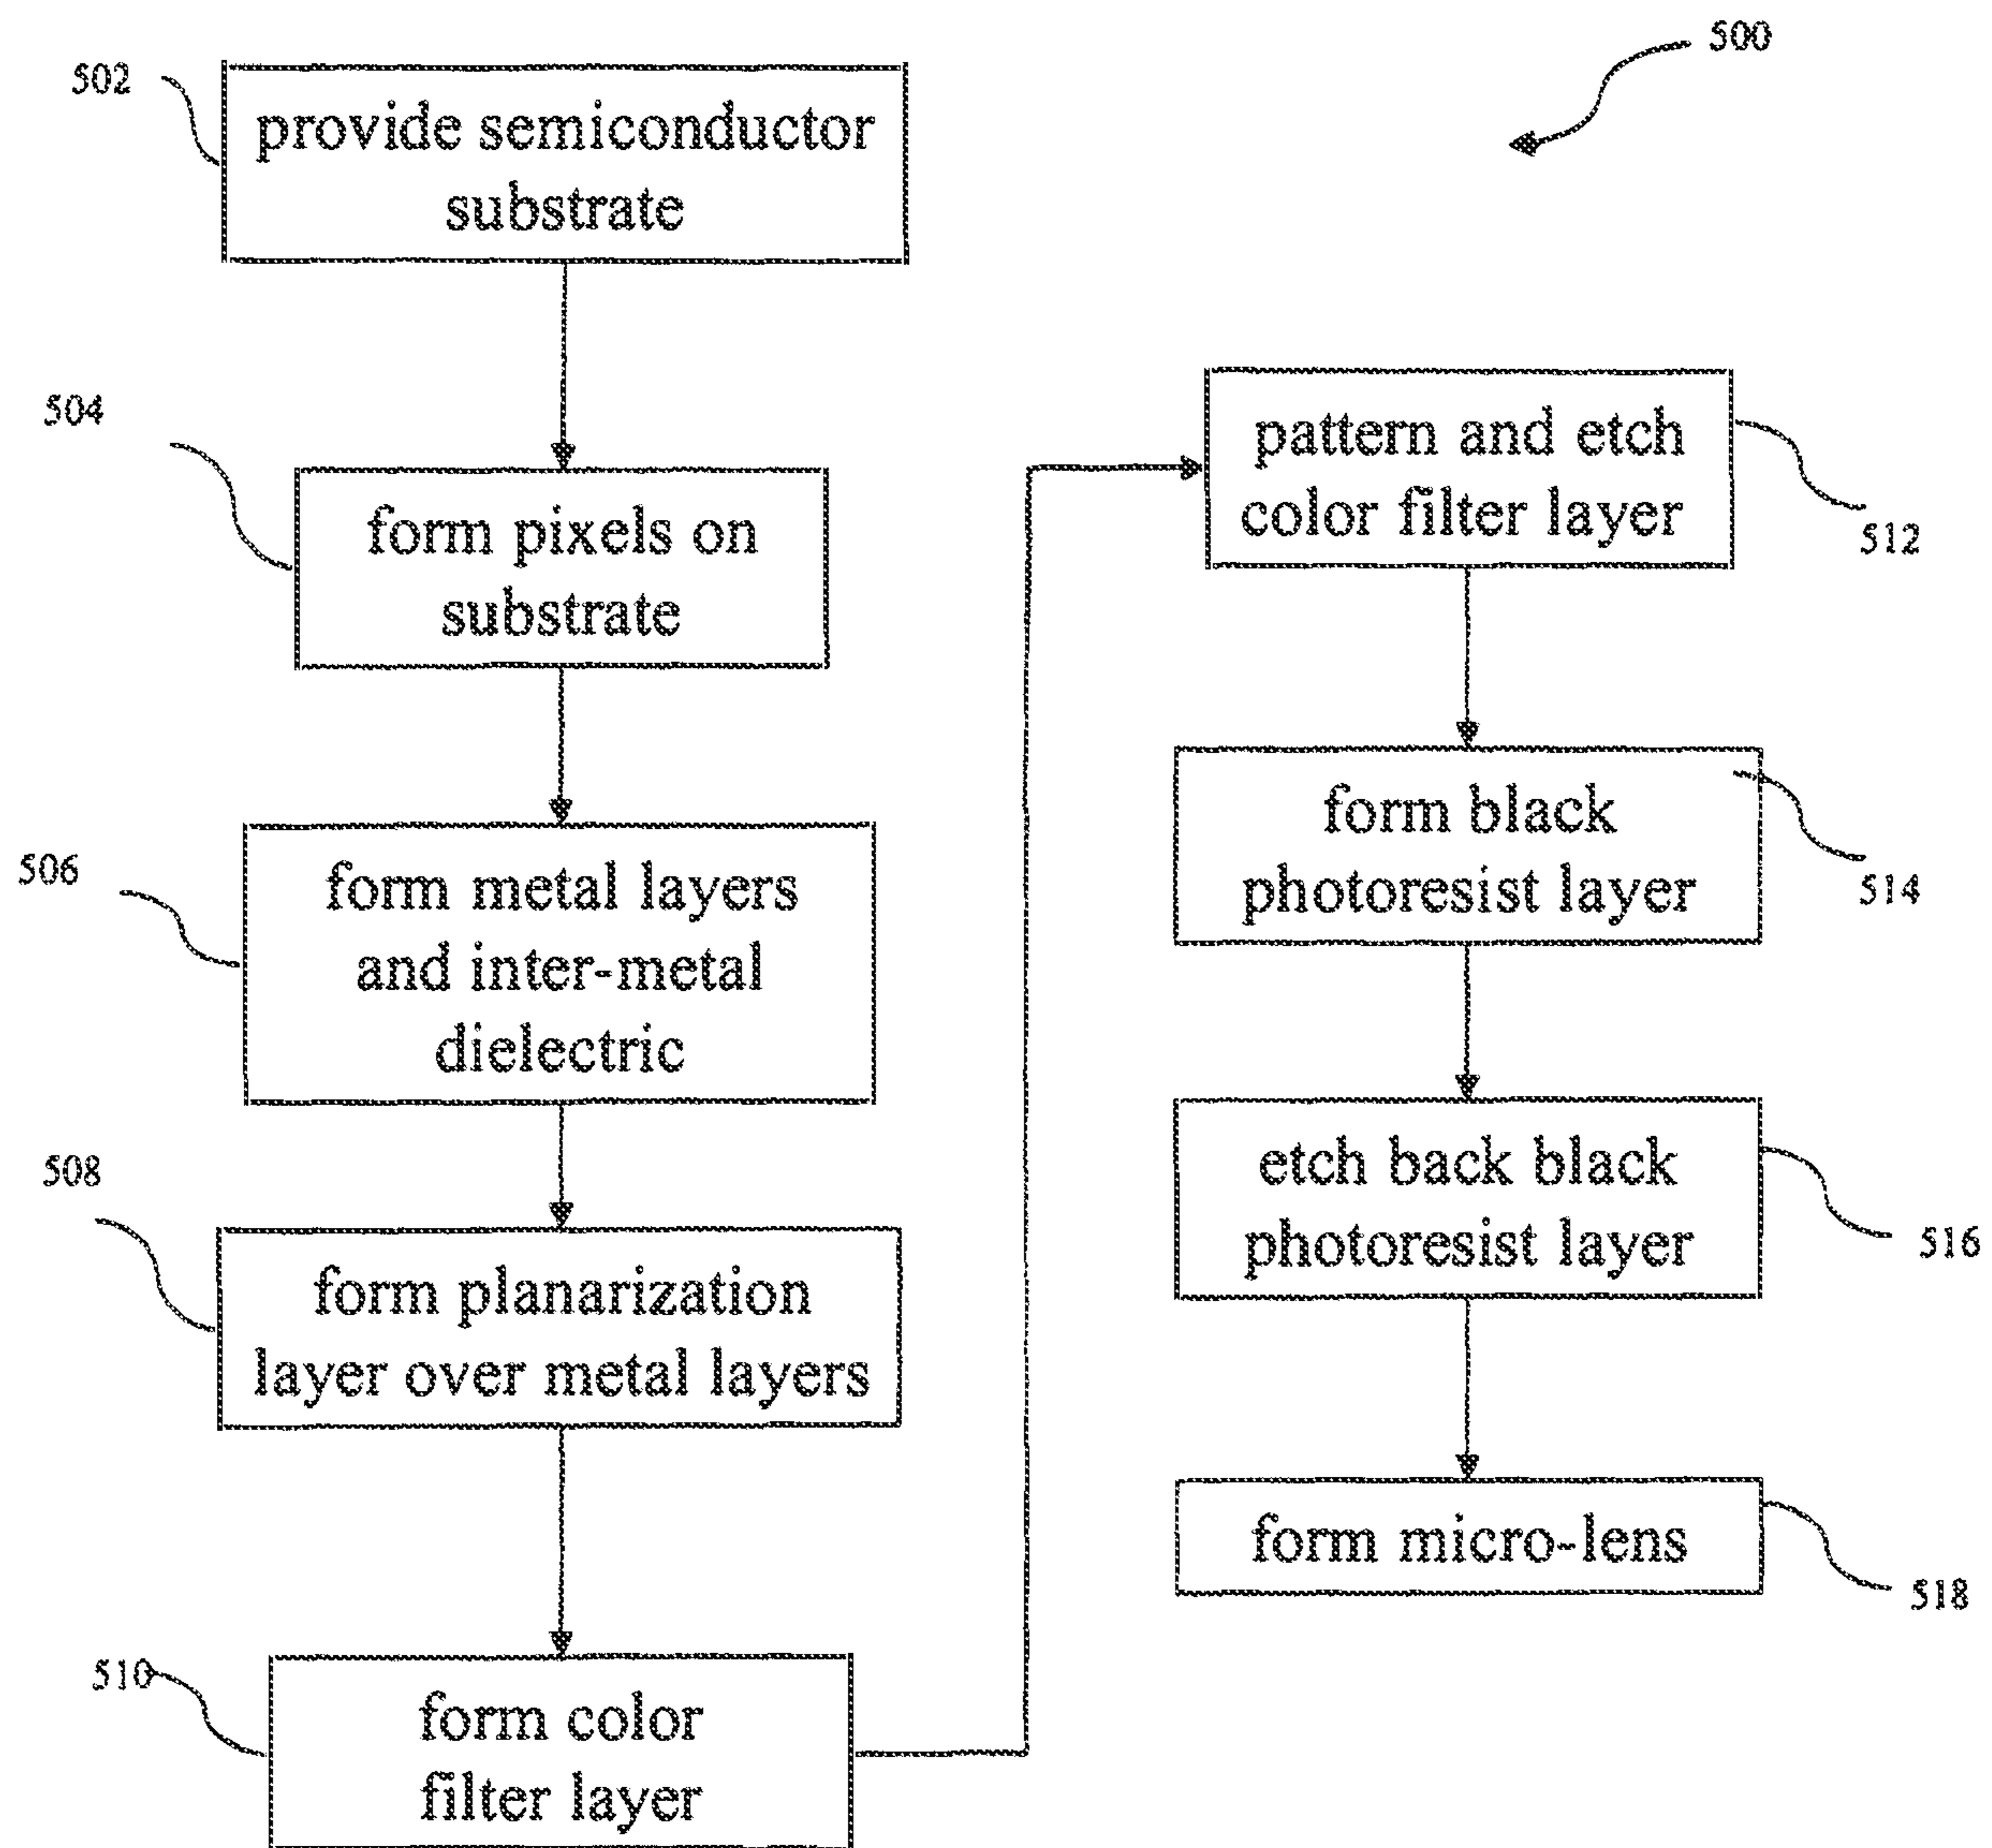 500
502
provide semiconductor
substrate
504
form pixels on
substrate
506
form metal layers
and inter-metal
dielectric
508
form planarization
layer over metal layers
510
form color
filter layer
pattern and etch
color filter layer
512
form black
photoresist layer
514
etch back black
photoresist layer
516
form micro-lens
518